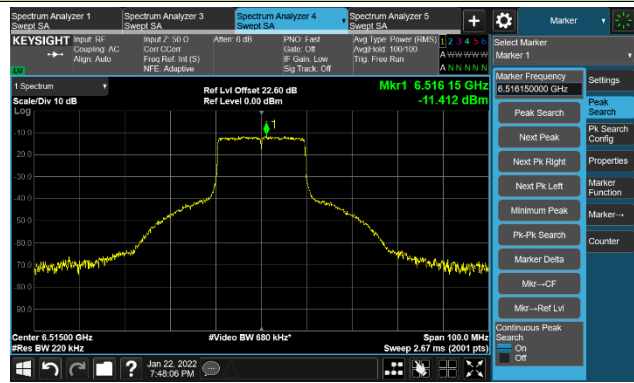 Spectrum Analyzer 1 Spectrum Analyzer 3 Spectrum Analyzer 4 Spectrum Analyzer 5 Marker
Swept SA Swept SA Swept SA Swept SA
KEYSIGHT Input: RF Input Z: 50 Ω Atten: 6 dB PNO: Fast Avg Type: Power (RMS) 1 2 3 4 5 6
Coupling: AC Corr CCorr Gate: Off Avg|Hold: 100/100 A W W W W W
Align: Auto Freq Ref: Int (S) IF Gain: Low Trig: Free Run
NFE: Adaptive Sig Track: Off A N N N N N
LM
Select Marker
Marker 1
1 Spectrum Ref Lvl Offset 22.60 dB Mkr1 6.516 15 GHz
Scale/Div 10 dB Ref Level 0.00 dBm -11.412 dBm
Log
1
-10.0
-20.0
-30.0
-40.0
-50.0
-60.0
-70.0
-80.0
-90.0
Center 6.51500 GHz #Video BW 680 kHz* Span 100.0 MHz
#Res BW 220 kHz Sweep 2.67 ms (2001 pts)
Marker Frequency
6.516150000 GHz
Peak Search
Next Peak
Next Pk Right
Next Pk Left
Minimum Peak
Pk-Pk Search
Marker Delta
Mkr→CF
Mkr→Ref Lvl
Continuous Peak
Search
On
Off
Settings
Peak
Search
Pk Search
Config
Properties
Marker
Function
Marker→
Counter
? Jan 22, 2022
7:48:06 PM